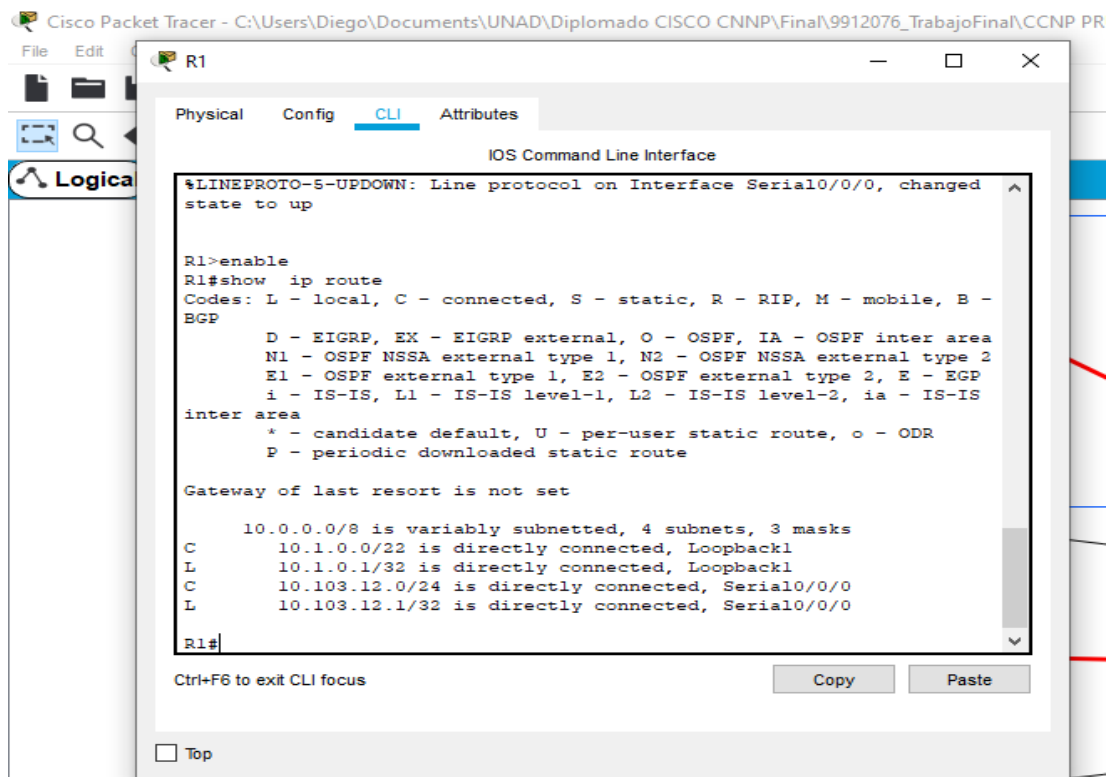 Cisco Packet Tracer - C:\Users\Diego\Documents\UNAD\Diplomado CISCO CNNP\Final\9912076_TrabajoFinal\CCNP PR
File Edit
R1
Physical Config CLI Attributes
IOS Command Line Interface
Logical
%LINEPROTO-5-UPDOWN: Line protocol on Interface Serial0/0/0, changed
state to up
R1>enable
R1#show  ip route
Codes: L - local, C - connected, S - static, R - RIP, M - mobile, B -
BGP
       D - EIGRP, EX - EIGRP external, O - OSPF, IA - OSPF inter area
       N1 - OSPF NSSA external type 1, N2 - OSPF NSSA external type 2
       E1 - OSPF external type 1, E2 - OSPF external type 2, E - EGP
       i - IS-IS, L1 - IS-IS level-1, L2 - IS-IS level-2, ia - IS-IS
inter area
       * - candidate default, U - per-user static route, o - ODR
       P - periodic downloaded static route
Gateway of last resort is not set
     10.0.0.0/8 is variably subnetted, 4 subnets, 3 masks
C       10.1.0.0/22 is directly connected, Loopback1
L       10.1.0.1/32 is directly connected, Loopback1
C       10.103.12.0/24 is directly connected, Serial0/0/0
L       10.103.12.1/32 is directly connected, Serial0/0/0
R1#
Ctrl+F6 to exit CLI focus
Copy Paste
Top